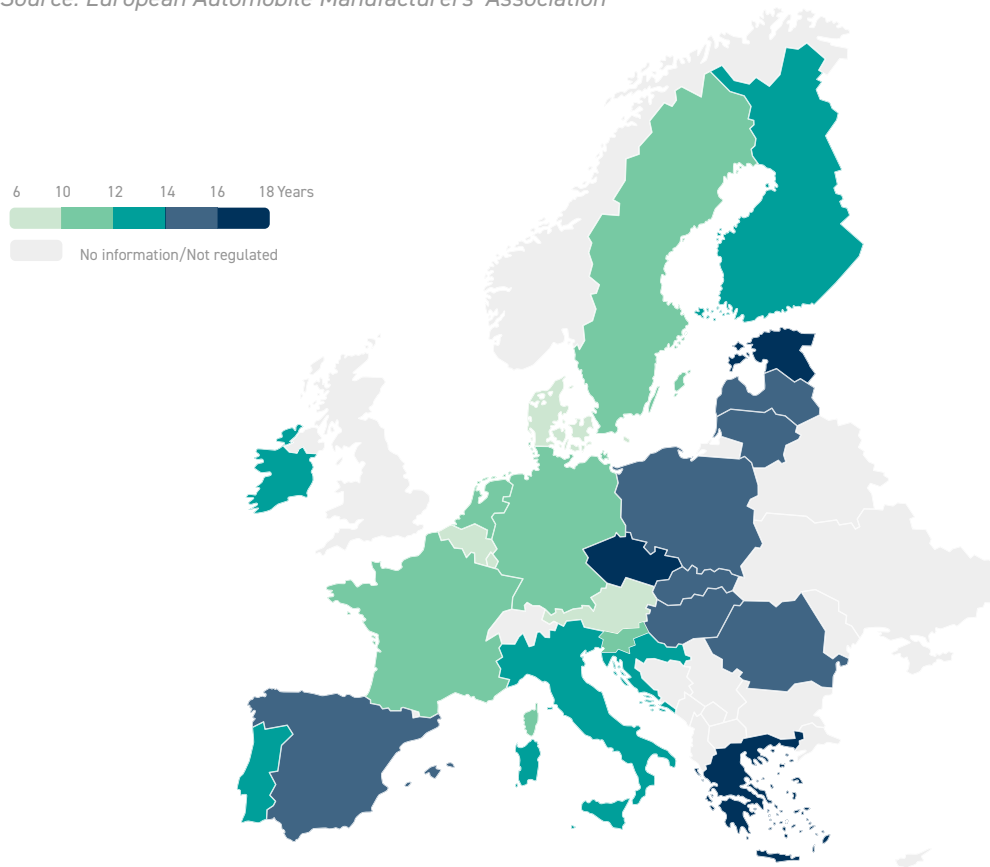 Source: European Automobile Manufacturers' Association
6 10 12 14 16 18 Years
No information/Not regulated